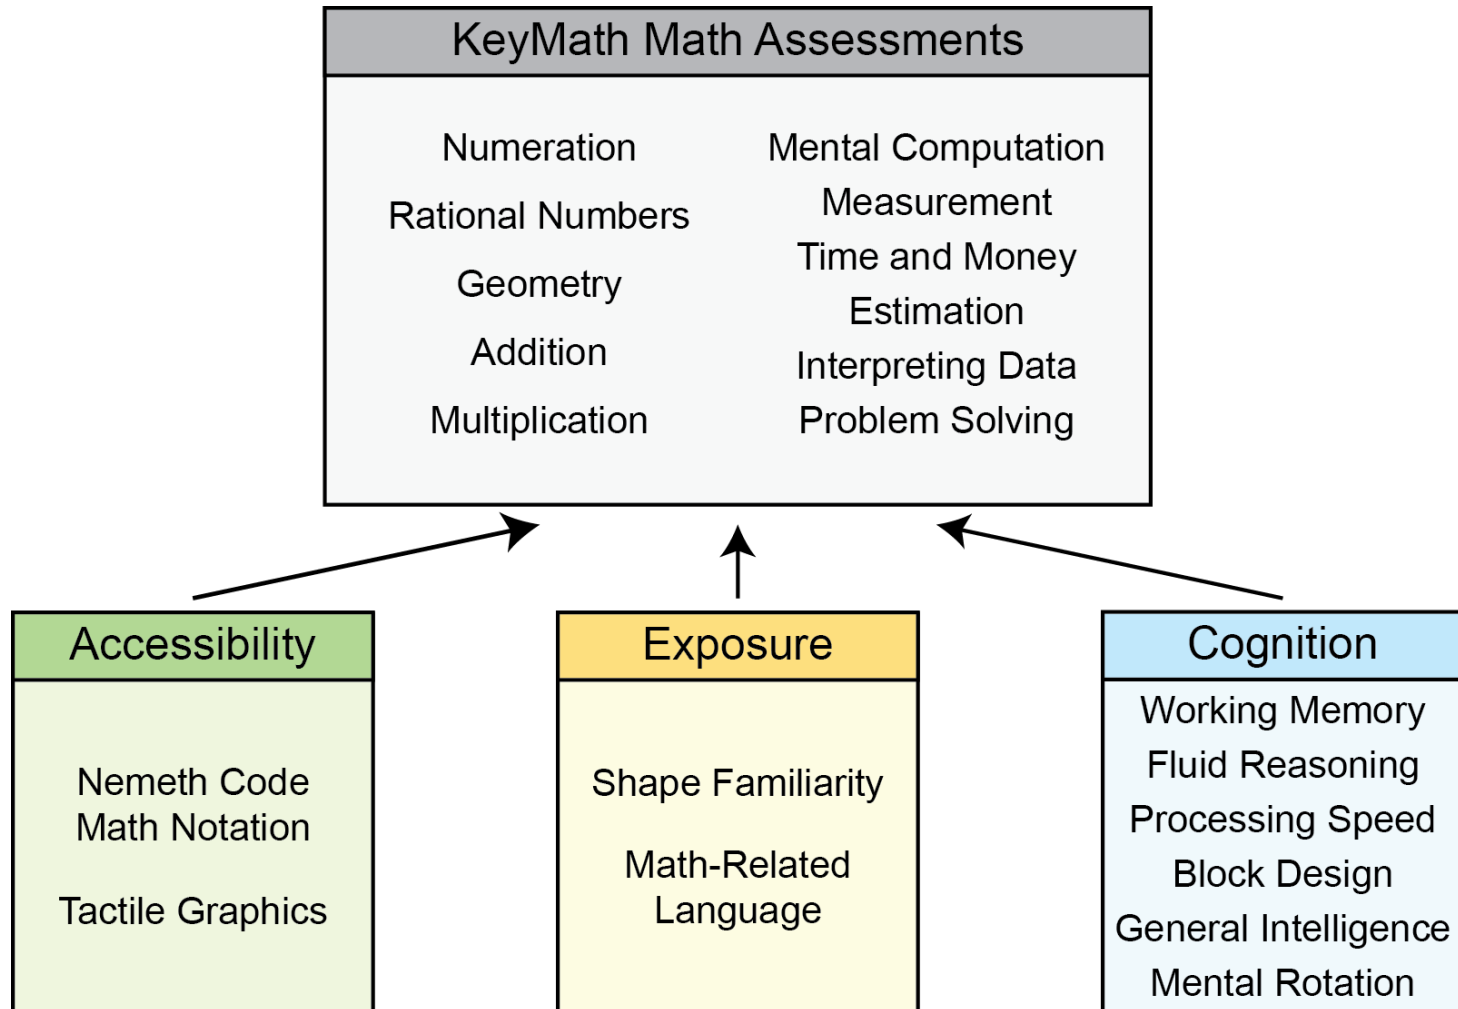 KeyMath Math Assessments
Numeration
Rational Numbers
Geometry
Addition
Multiplication
Mental Computation
Measurement
Time and Money
Estimation
Interpreting Data
Problem Solving
Accessibility
Nemeth Code
Math Notation
Tactile Graphics
Exposure
Shape Familiarity
Math-Related
Language
Cognition
Working Memory
Fluid Reasoning
Processing Speed
Block Design
General Intelligence
Mental Rotation